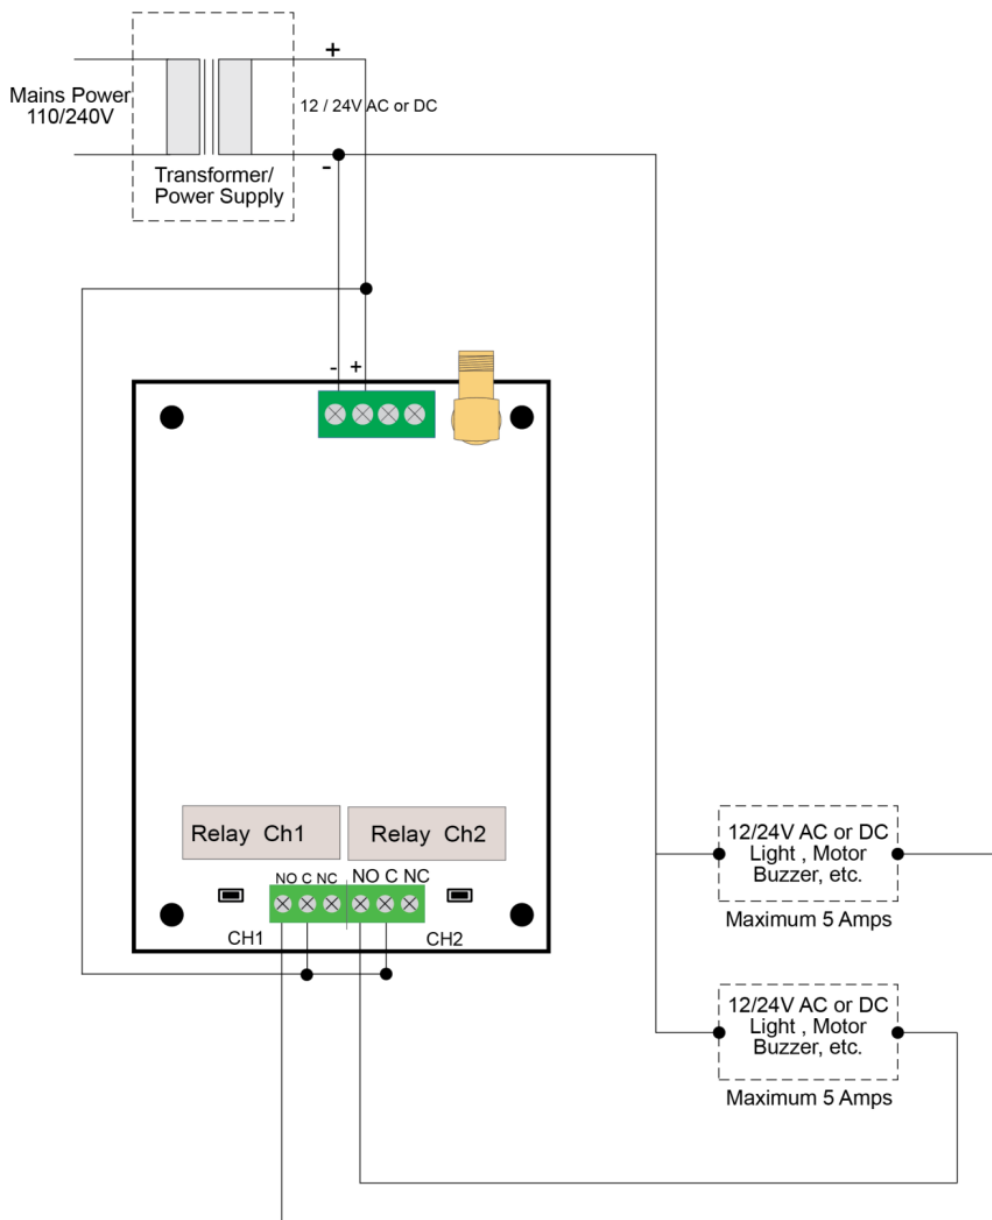 +
Mains Power
110/240V
12 / 24V AC or DC
-
Transformer/
Power Supply
- +
Relay Ch1
Relay Ch2
NO C NC
NO C NC
CH1
CH2
12/24V AC or DC
Light , Motor
Buzzer, etc.
Maximum 5 Amps
12/24V AC or DC
Light , Motor
Buzzer, etc.
Maximum 5 Amps